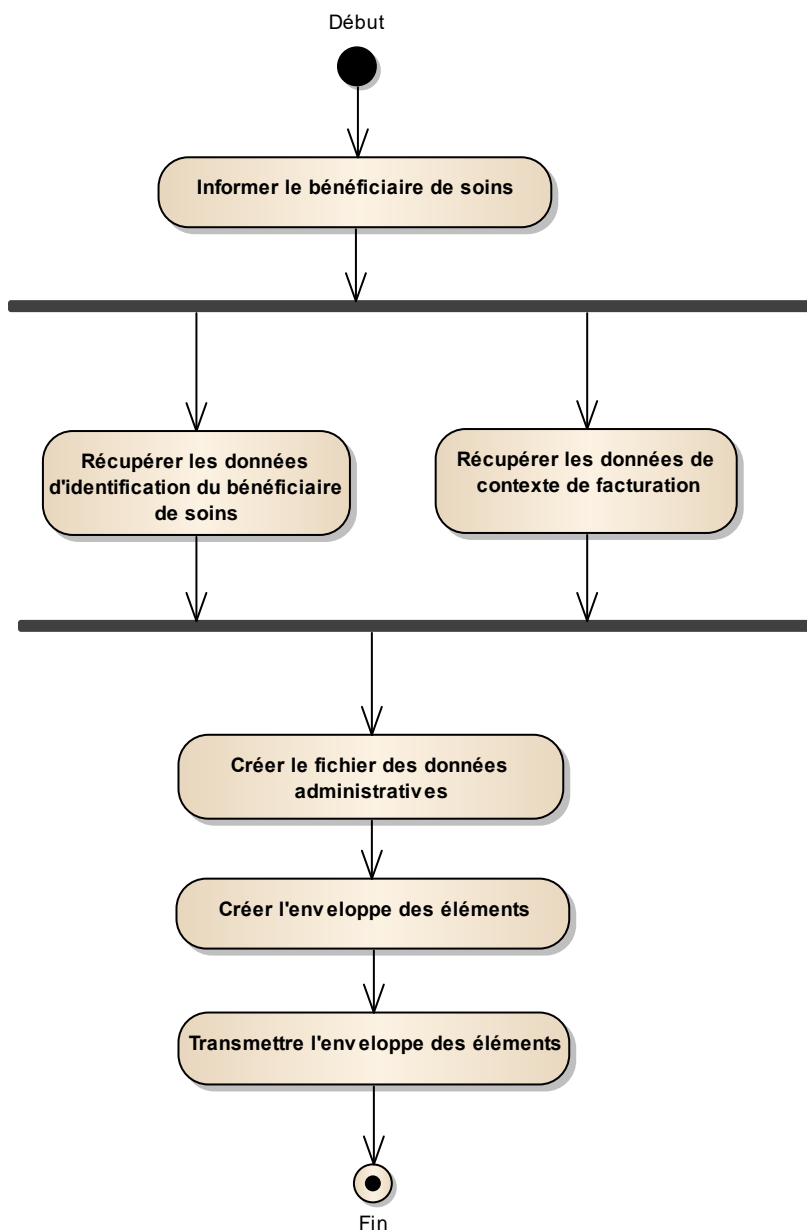 Début
Informer le bénéficiaire de soins
Récupérer les données
d'identification du bénéficiaire
de soins
Récupérer les données de
contexte de facturation
Créer le fichier des données
administratives
Créer l'enveloppe des éléments
Transmettre l'enveloppe des éléments
Fin